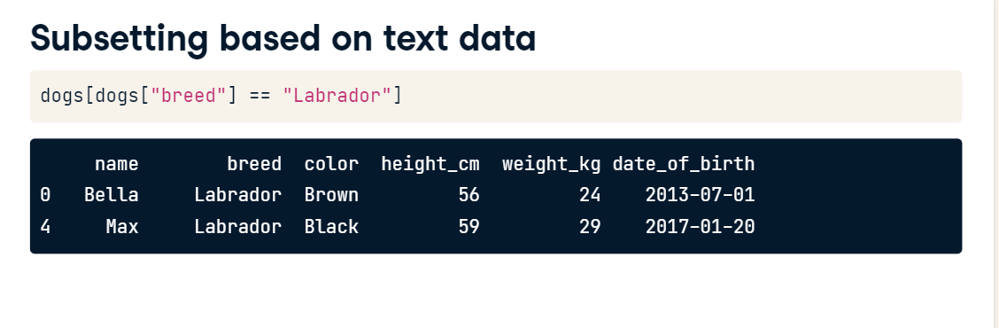 Subsetting based on text data
dogs[dogs["breed"] == "Labrador"]
name breed color height_cm weight_kg date_of_birth
0 Bella Labrador Brown 56 24 2013-07-01
4 Max Labrador Black 59 29 2017-01-20